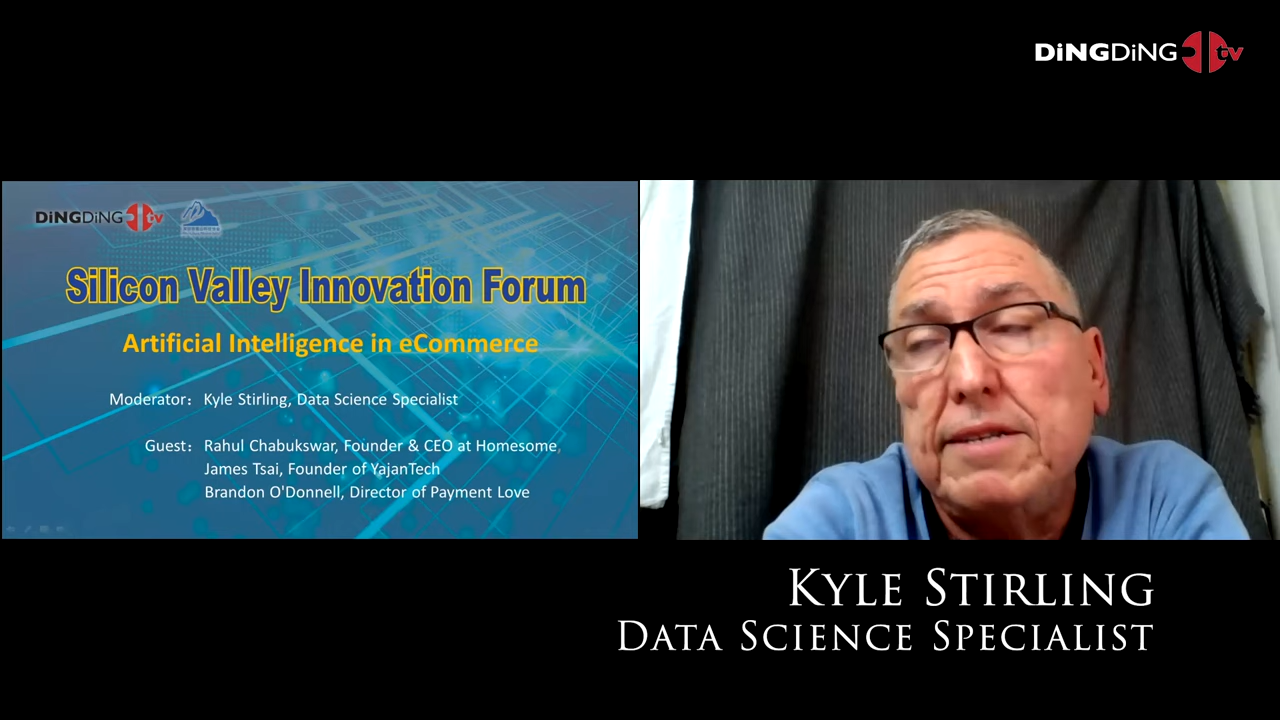 DiNGDiNG tv
DiNGDiNG tv
Silicon Valley Innovation Forum
Artificial Intelligence in eCommerce
Moderator: Kyle Stirling, Data Science Specialist
Guest: Rahul Chabukswar, Founder & CEO at Homesome,
James Tsai, Founder of YajanTech
Brandon O'Donnell, Director of Payment Love
Kyle Stirling
Data Science Specialist